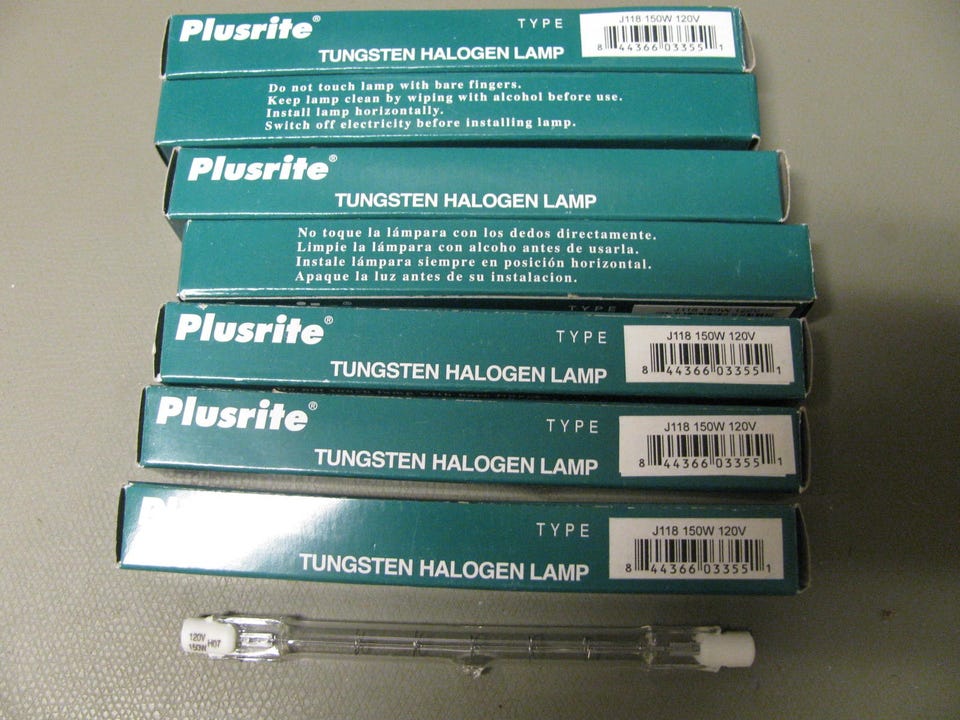 Plusrite® TYPE J118 150W 120V
TUNGSTEN HALOGEN LAMP 8 44366 03355 1
Do not touch lamp with bare fingers.
Keep lamp clean by wiping with alcohol before use.
Install lamp horizontally.
Switch off electricity before installing lamp.
Plusrite®
TUNGSTEN HALOGEN LAMP
No toque la lámpara con los dedos directamente.
Limpie la lámpara con alcoho antes de usarla.
Instale lámpara siempre en posición horizontal.
Apaque la luz antes de su instalacion.
TYPE J118 150W 120V
Plusrite® TYPE J118 150W 120V
TUNGSTEN HALOGEN LAMP 8 44366 03355 1
Plusrite® TYPE J118 150W 120V
TUNGSTEN HALOGEN LAMP 8 44366 03355 1
TYPE J118 150W 120V
TUNGSTEN HALOGEN LAMP 8 44366 03355 1
120V
150W H67